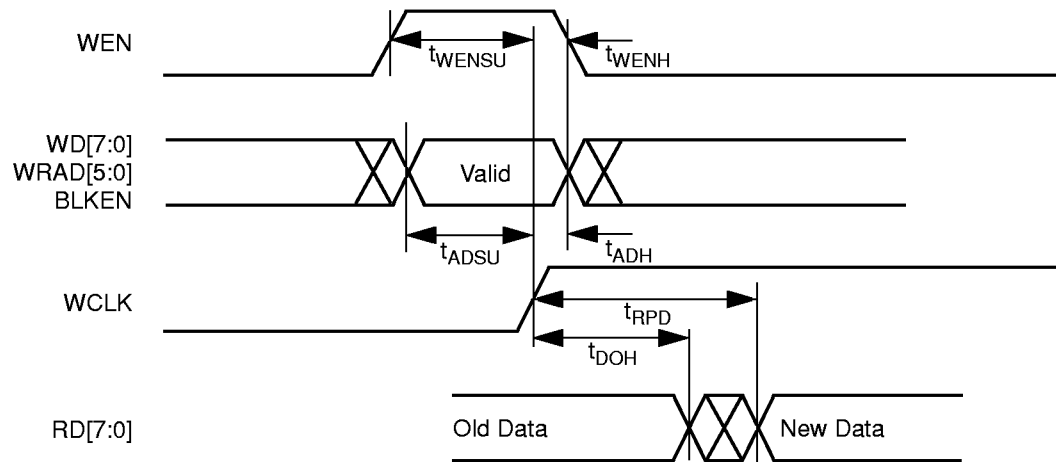 WEN
tWENSU
tWENH
WD[7:0]
WRAD[5:0]
BLKEN
Valid
tADSU
tADH
WCLK
tRPD
tDOH
RD[7:0]
Old Data
New Data